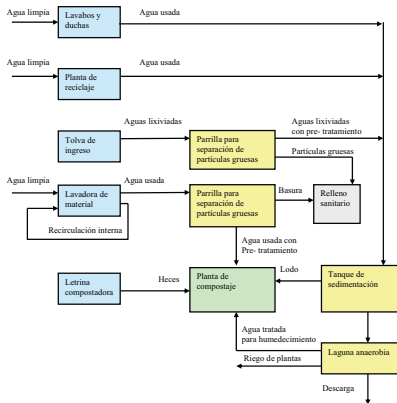 Agua limpia
Lavabos y
duchas
Agua usada
Agua limpia
Planta de
reciclaje
Agua usada
Tolva de
ingreso
Aguas lixiviadas
Parrilla para
separación de
partículas gruesas
Aguas lixiviadas
con pre- tratamiento
Partículas gruesas
Agua limpia
Lavadora de
material
Agua usada
Parrilla para
separación de
partículas gruesas
Basura
Relleno
sanitario
Recirculación interna
Agua usada con
Pre- tratamiento
Letrina
compostadora
Heces
Planta de
compostaje
Lodo
Tanque de
sedimentación
Agua tratada
para humedecimiento
Riego de plantas
Laguna anaerobia
Descarga